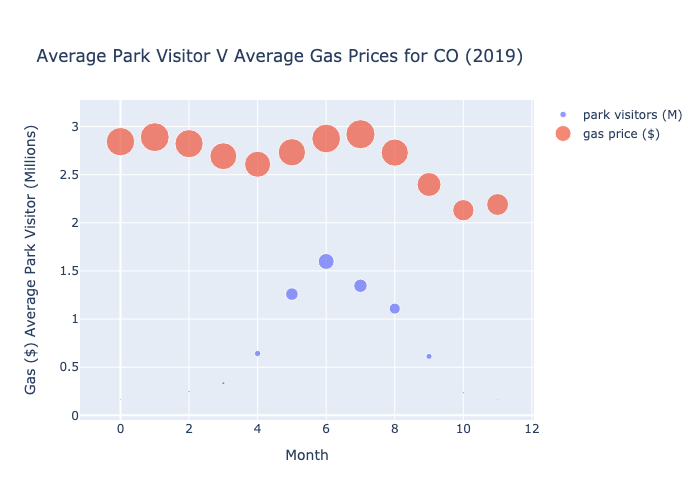 Average Park Visitor V Average Gas Prices for CO (2019)
park visitors (M)
gas price ($)
Gas ($) Average Park Visitor (Millions)
3
2.5
2
1.5
1
0.5
0
0 2 4 6 8 10 12
Month